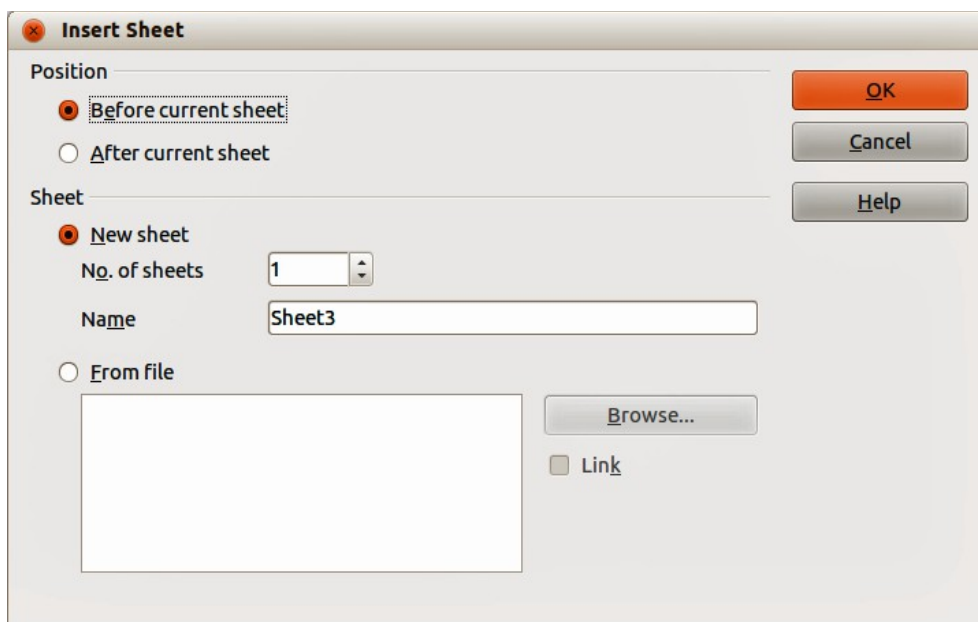 Insert Sheet
Position
Before current sheet
After current sheet
OK
Cancel
Help
Sheet
New sheet
No. of sheets 1
Name Sheet3
From file
Browse...
Link